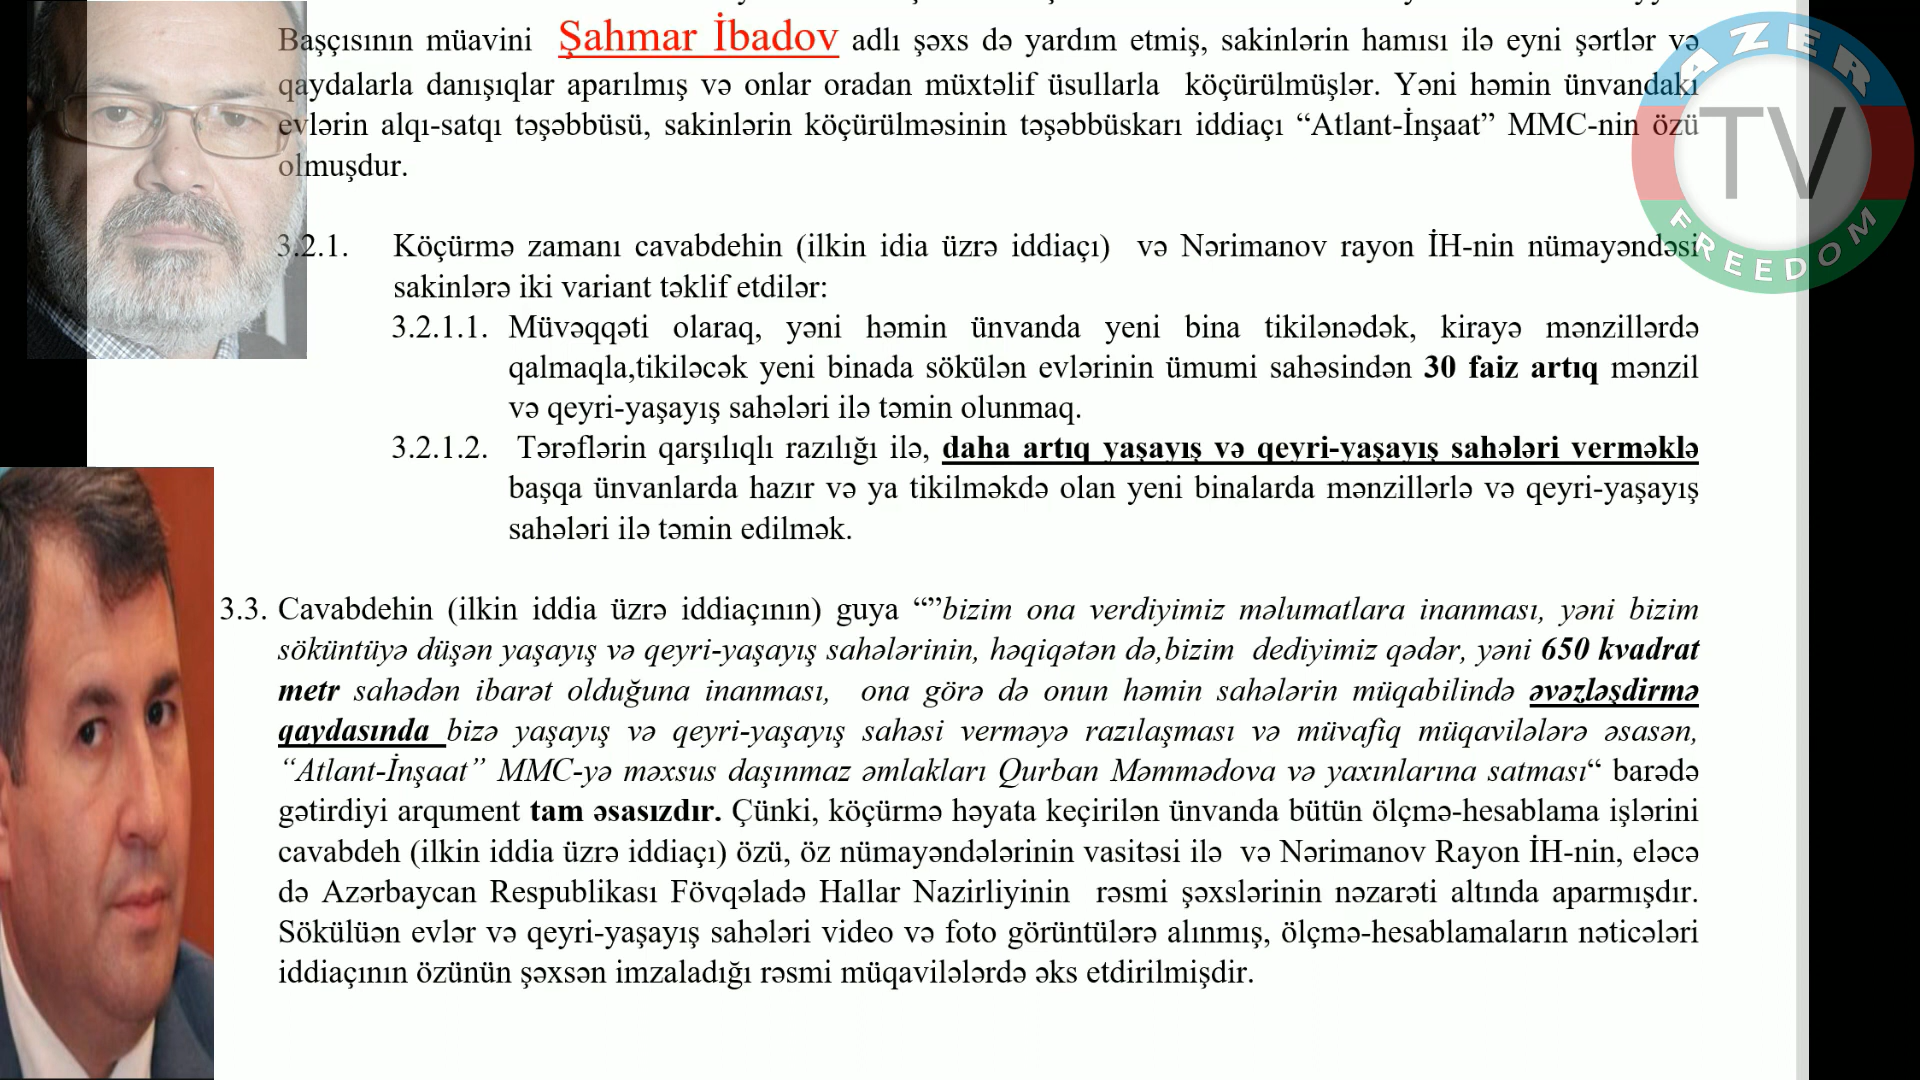 Başçısının müavini Şahmar İbadov adlı şəxs də yardım etmiş, sakinlərin hamısı ilə eyni şərtlər və
qaydalarla danışıqlar aparılmış və onlar oradan müxtəlif üsullarla köçürülmüşlər. Yəni həmin ünvandakı
evlərin alqı-satqı təşəbbüsü, sakinlərin köçürülməsinin təşəbbüskarı iddiaçı “Atlant-İnşaat” MMC-nin özü
olmuşdur.
3.2.1. Köçürmə zamanı cavabdehin (ilkin idia üzrə iddiaçı) və Nərimanov rayon İH-nin nümayəndəsi
sakinlərə iki variant təklif etdilər:
3.2.1.1. Müvəqqəti olaraq, yəni həmin ünvanda yeni bina tikilənədək, kirayə mənzillərdə
qalmaqla,tikiləcək yeni binada sökülən evlərinin ümumi sahəsindən 30 faiz artıq mənzil
və qeyri-yaşayış sahələri ilə təmin olunmaq.
3.2.1.2. Tərəflərin qarşılıqlı razılığı ilə, daha artıq yaşayış və qeyri-yaşayış sahələri verməklə
başqa ünvanlarda hazır və ya tikilməkdə olan yeni binalarda mənzillərlə və qeyri-yaşayış
sahələri ilə təmin edilmək.
3.3. Cavabdehin (ilkin iddia üzrə iddiaçının) guya “”bizim ona verdiyimiz məlumatlara inanması, yəni bizim
söküntüyə düşən yaşayış və qeyri-yaşayış sahələrinin, həqiqətən də,bizim dediyimiz qədər, yəni 650 kvadrat
metr sahədən ibarət olduğuna inanması, ona görə də onun həmin sahələrin müqabilində əvəzləşdirmə
qaydasında bizə yaşayış və qeyri-yaşayış sahəsi verməyə razılaşması və müvafiq müqavilələrə əsasən,
“Atlant-İnşaat” MMC-yə məxsus daşınmaz əmlakları Qurban Məmmədova və yaxınlarına satması“ barədə
gətirdiyi arqument tam əsasızdır. Çünki, köçürmə həyata keçirilən ünvanda bütün ölçmə-hesablama işlərini
cavabdeh (ilkin iddia üzrə iddiaçı) özü, öz nümayəndələrinin vasitəsi ilə və Nərimanov Rayon İH-nin, eləcə
də Azərbaycan Respublikası Fövqəladə Hallar Nazirliyinin rəsmi şəxslərinin nəzarəti altında aparmışdır.
Sökülüən evlər və qeyri-yaşayış sahələri video və foto görüntülərə alınmış, ölçmə-hesablamaların nəticələri
iddiaçının özünün şəxsən imzaladığı rəsmi müqavilələrdə əks etdirilmişdir.
AZER
TV
FREEDOM